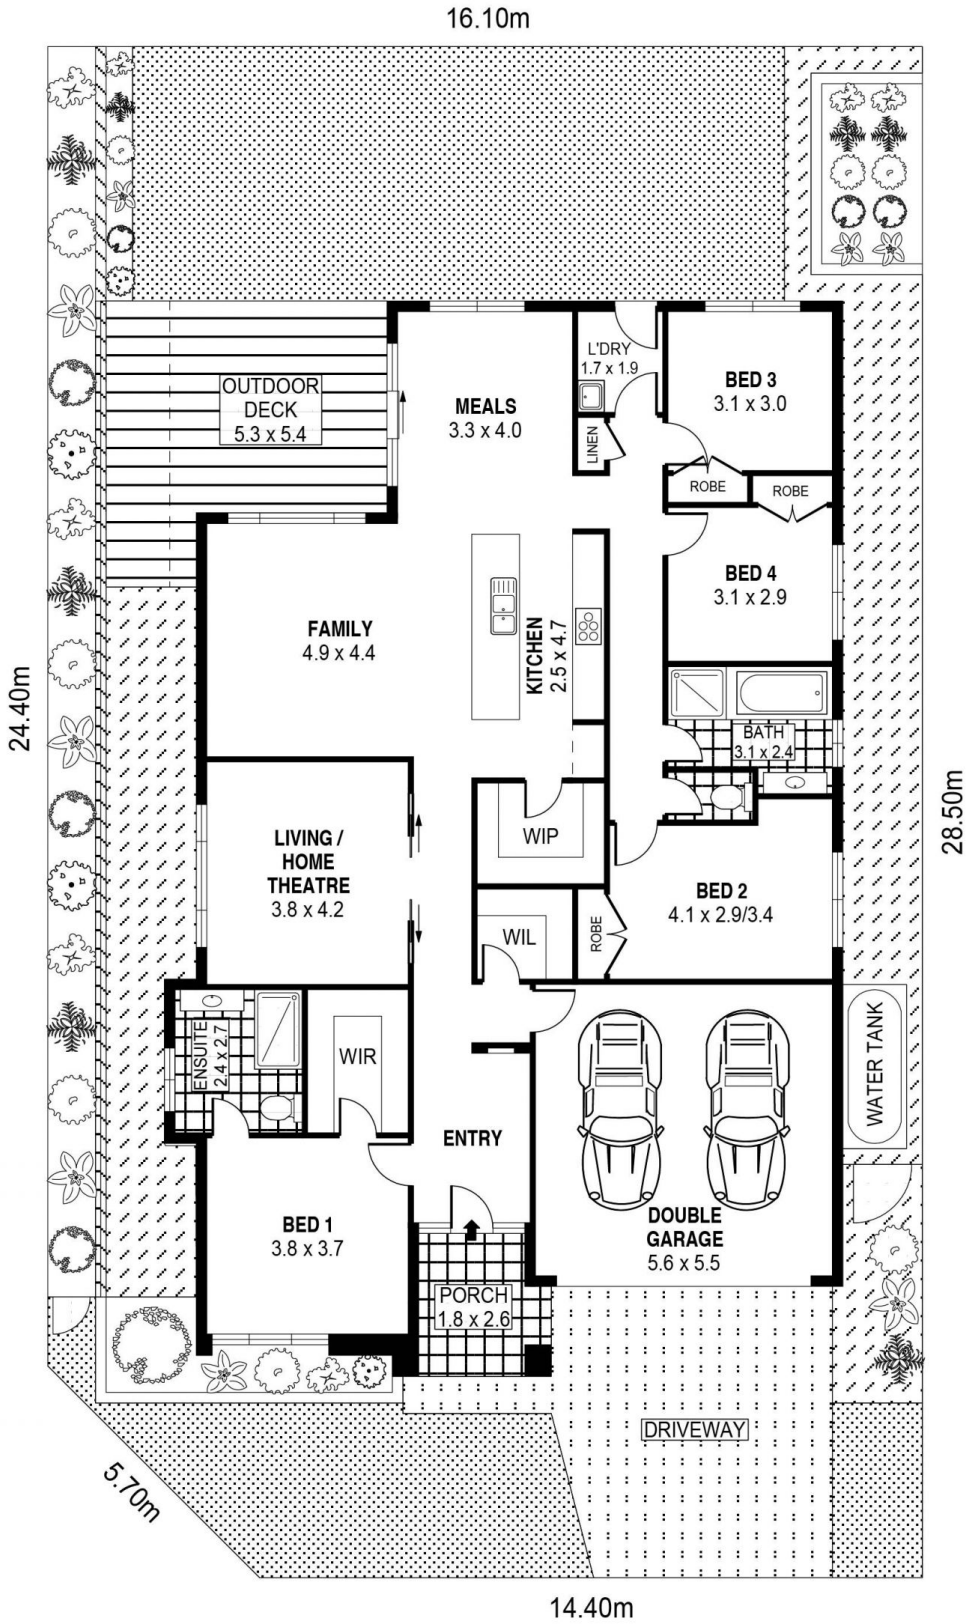 16.10m
L'DRY
1.7 x 1.9
BED 3
3.1 x 3.0
OUTDOOR
DECK
5.3 x 5.4
MEALS
3.3 x 4.0
LINEN
ROBE
ROBE
BED 4
3.1 x 2.9
FAMILY
4.9 x 4.4
KITCHEN
2.5 x 4.7
24.40m
BATH
3.1 x 2.4
28.50m
LIVING /
HOME
THEATRE
3.8 x 4.2
WIP
BED 2
4.1 x 2.9/3.4
ROBE
WIL
ENSUITE
2.4 x 2.7
WIR
WATER TANK
ENTRY
BED 1
3.8 x 3.7
DOUBLE
GARAGE
5.6 x 5.5
PORCH
1.8 x 2.6
DRIVEWAY
5.70m
14.40m